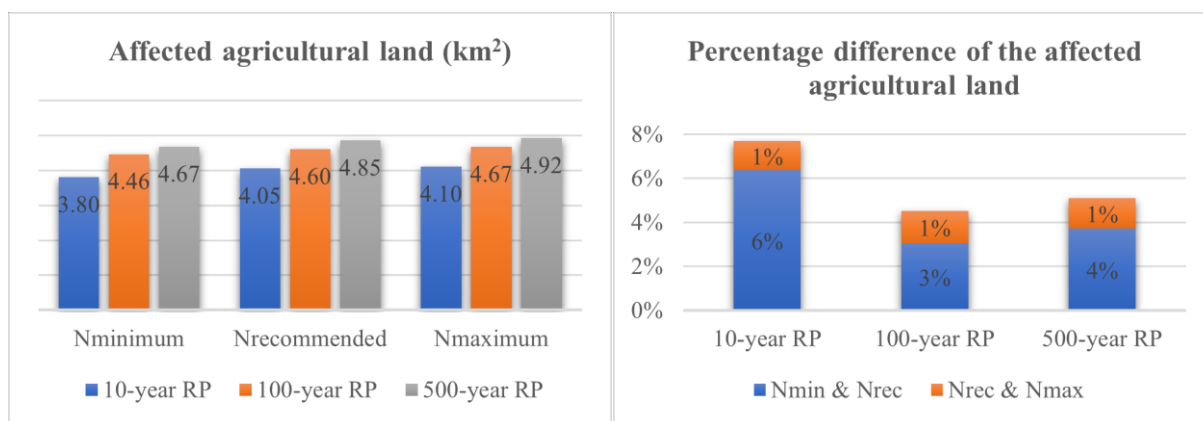 Affected agricultural land (km²)
3.80
4.46
4.67
4.05
4.60
4.85
4.10
4.67
4.92
Nminimum
Nrecommended
Nmaximum
10-year RP
100-year RP
500-year RP
Percentage difference of the affected
agricultural land
8%
6%
4%
2%
0%
1%
6%
1%
3%
1%
4%
10-year RP
100-year RP
500-year RP
Nmin & Nrec
Nrec & Nmax